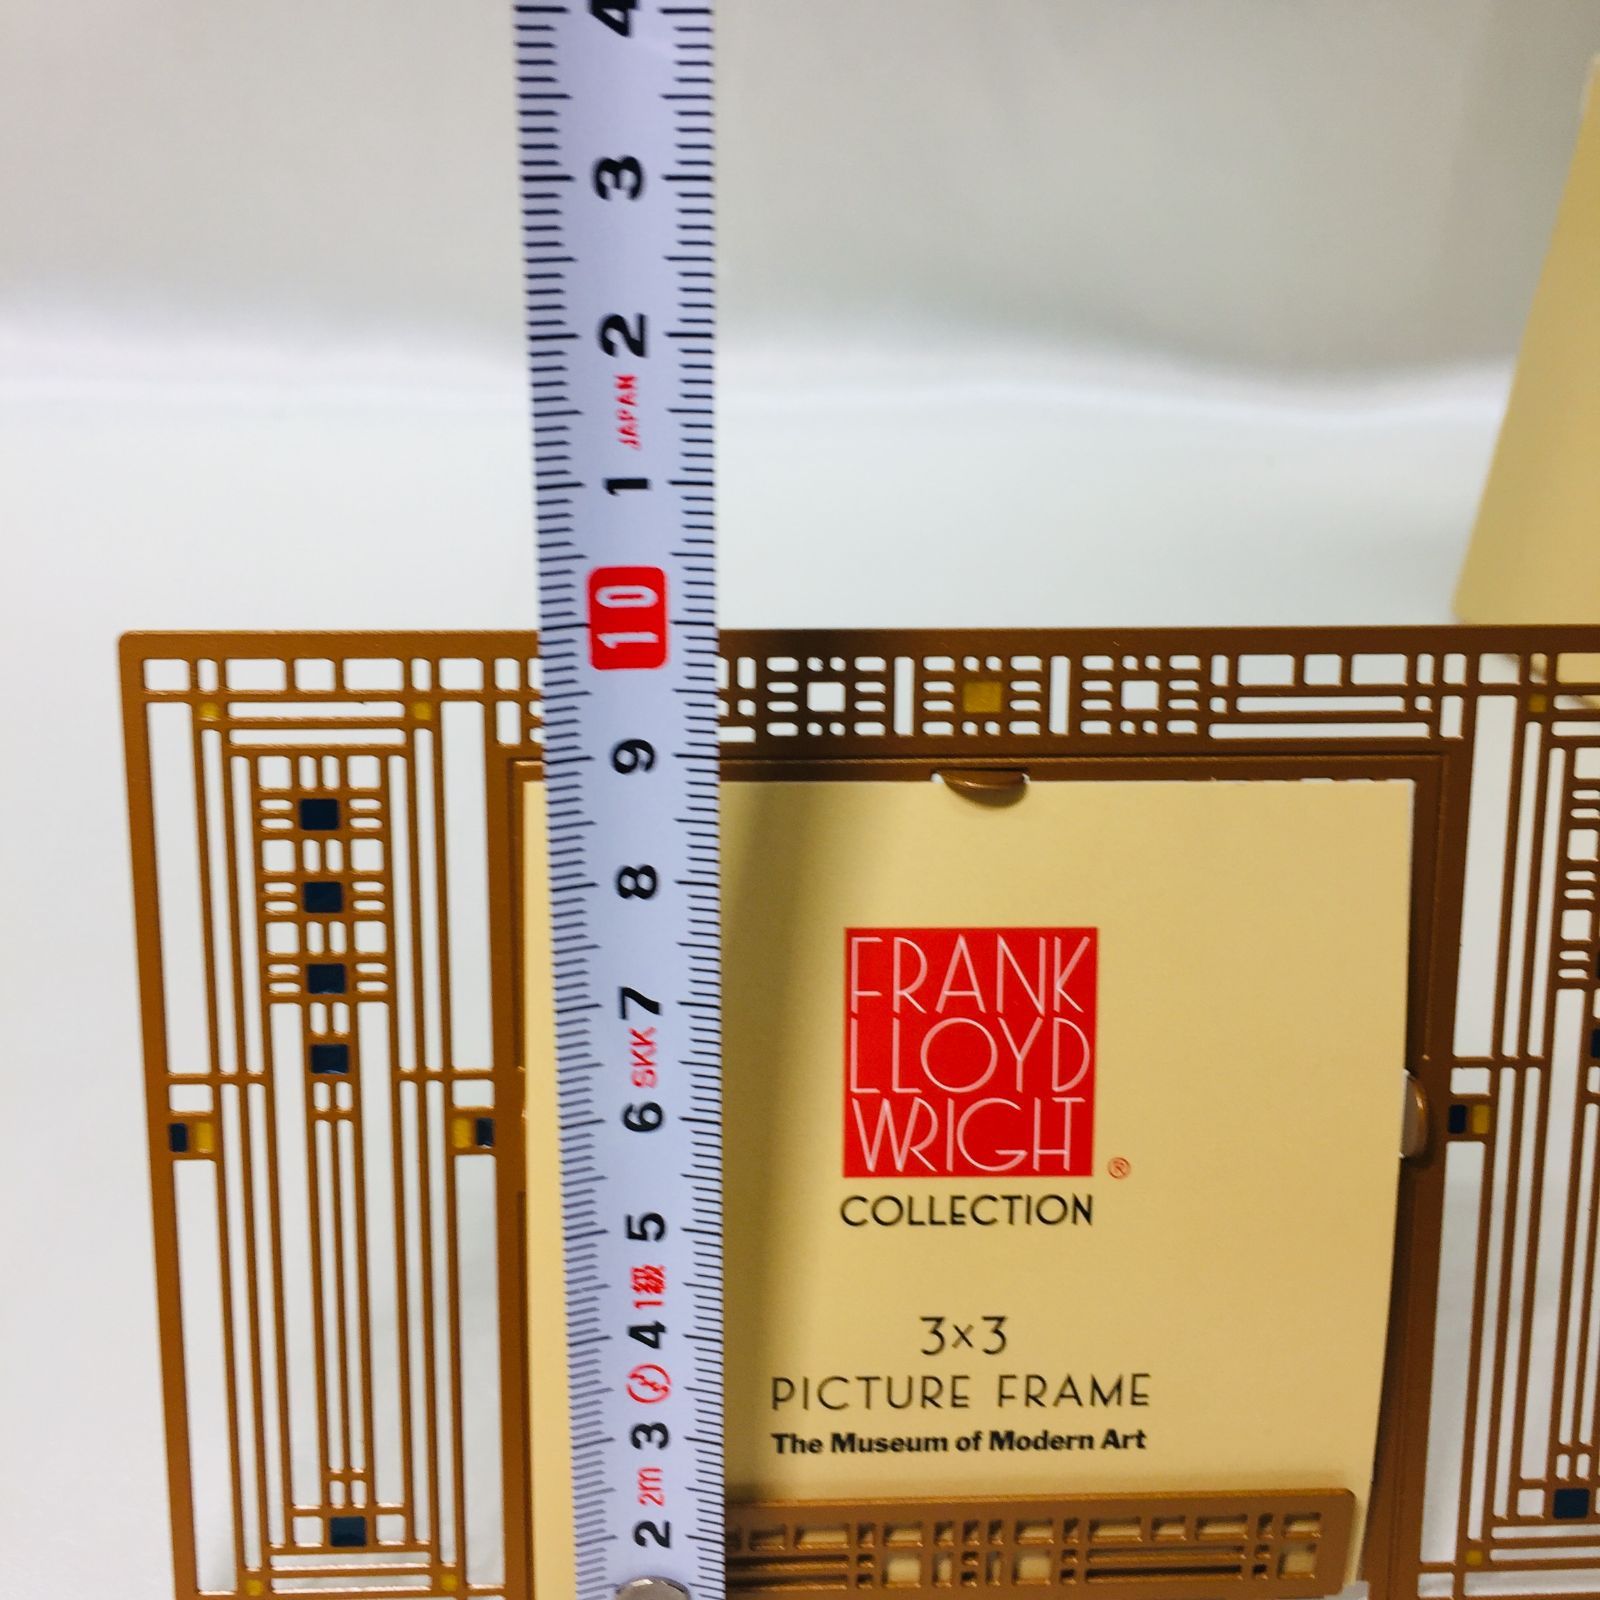 4
3
2
JAPAN
1
10
9
8
7
SKK
6
5
1級
4
3
2m
2
FRANK
LLOYD
WRIGHT
®
COLLECTION
3×3
PICTURE FRAME
The Museum of Modern Art